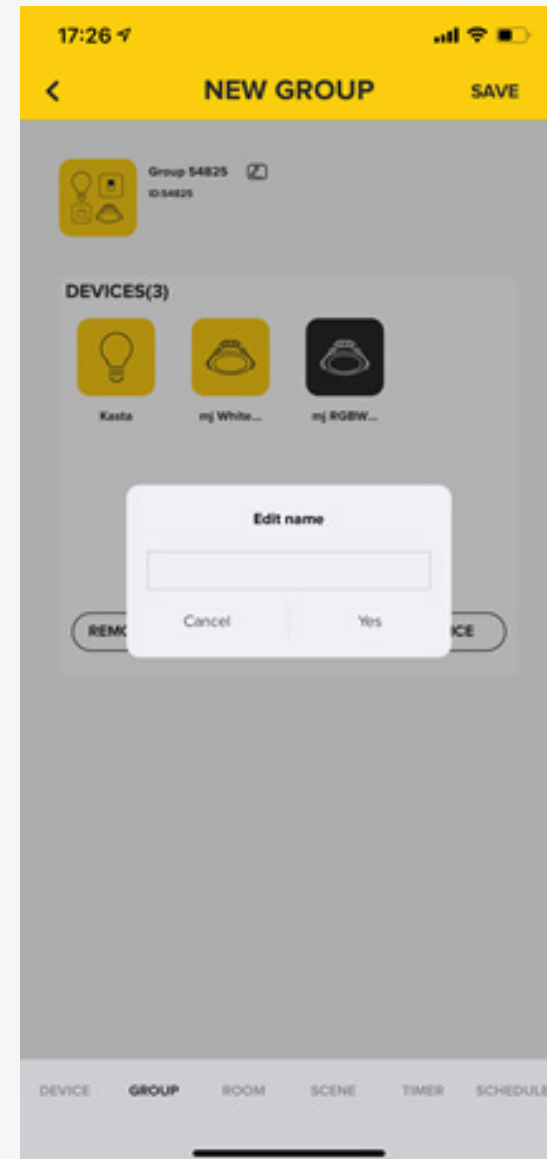 17:26
NEW GROUP SAVE
Group 54825
ID:54825
DEVICES(3)
Kasta mj White... mj RGBW...
Edit name
Cancel Yes
REMO ICE
DEVICE GROUP ROOM SCENE TIMER SCHEDULE